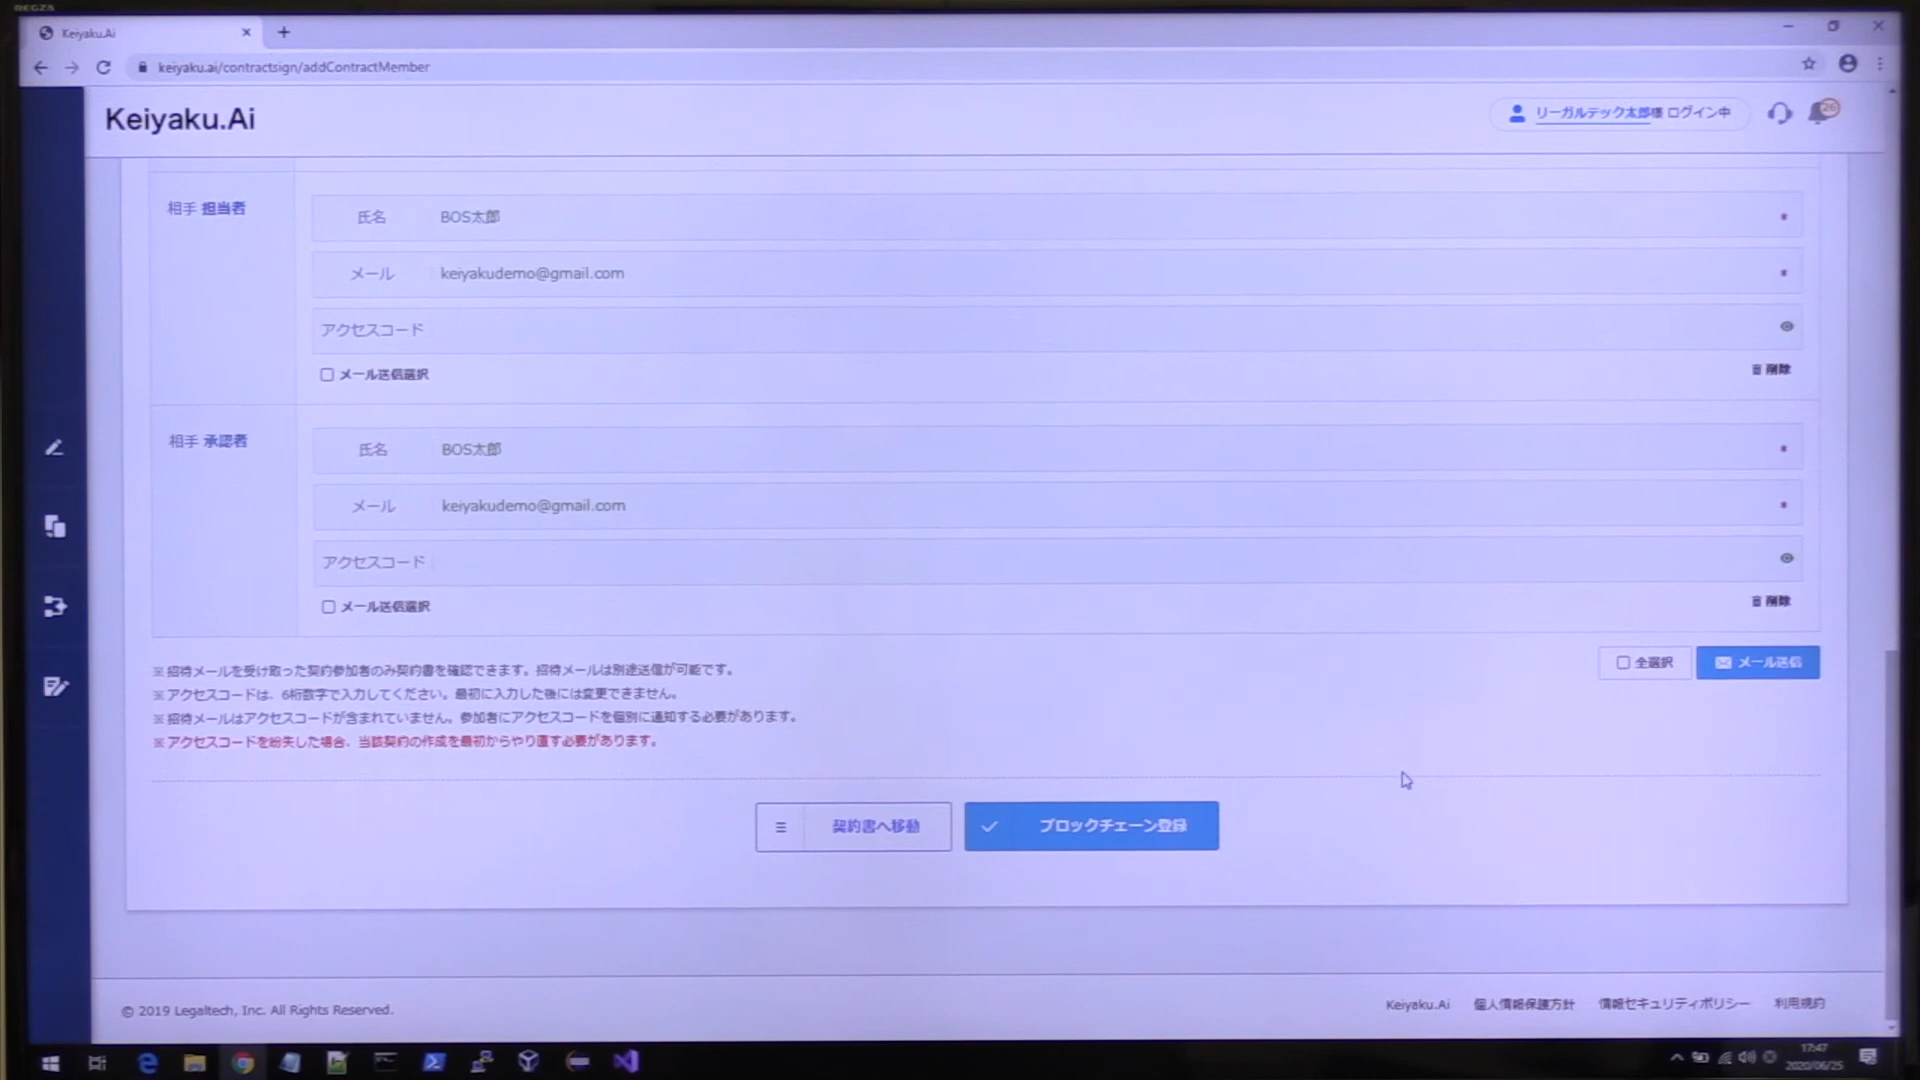 REGZA
Keiyaku.Ai
keiyaku.ai/contractsign/addContractMember
Keiyaku.Ai
リーガルテック太郎様 ログイン中
26
相手 担当者
氏名 BOS太郎 *
メール keiyakudemo@gmail.com *
アクセスコード
メール送信選択
削除
相手 承認者
氏名 BOS太郎 *
メール keiyakudemo@gmail.com *
アクセスコード
メール送信選択
削除
全選択
メール送信
※ 招待メールを受け取った契約参加者のみ契約書を確認できます。招待メールは別途送信が可能です。
※ アクセスコードは、6桁数字で入力してください。最初に入力した後には変更できません。
※ 招待メールはアクセスコードが含まれていません。参加者にアクセスコードを個別に通知する必要があります。
※ アクセスコードを紛失した場合、当該契約の作成を最初からやり直す必要があります。
契約書へ移動
ブロックチェーン登録
© 2019 Legaltech, Inc. All Rights Reserved.
Keiyaku.Ai 個人情報保護方針 情報セキュリティポリシー 利用規約
17:47
2020/06/25